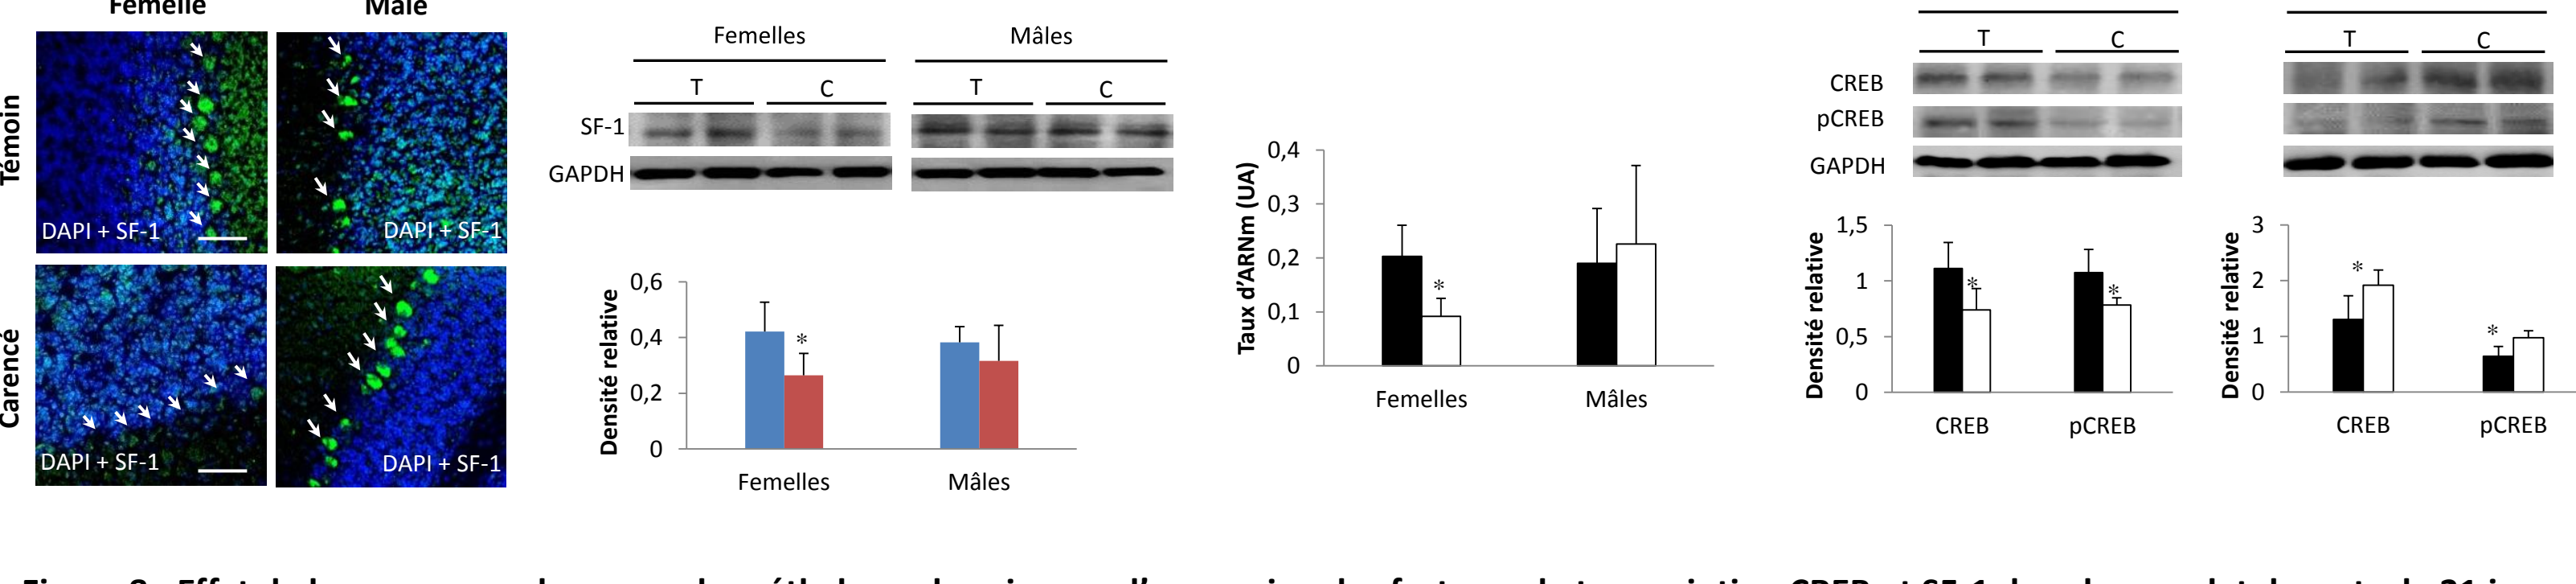 Femelle Mâle
Témoin
DAPI + SF-1 DAPI + SF-1
Carencé
DAPI + SF-1 DAPI + SF-1
Femelles Mâles
T C T C
SF-1
GAPDH
Densité relative
0,6
0,4
0,2
0
*
Femelles Mâles
Taux d’ARNm (UA)
0,4
0,3
0,2
0,1
0
*
Femelles Mâles
T C T C
CREB
pCREB
GAPDH
Densité relative
1,5
1
0,5
0
* *
CREB pCREB
Densité relative
3
2
1
0
* *
CREB pCREB